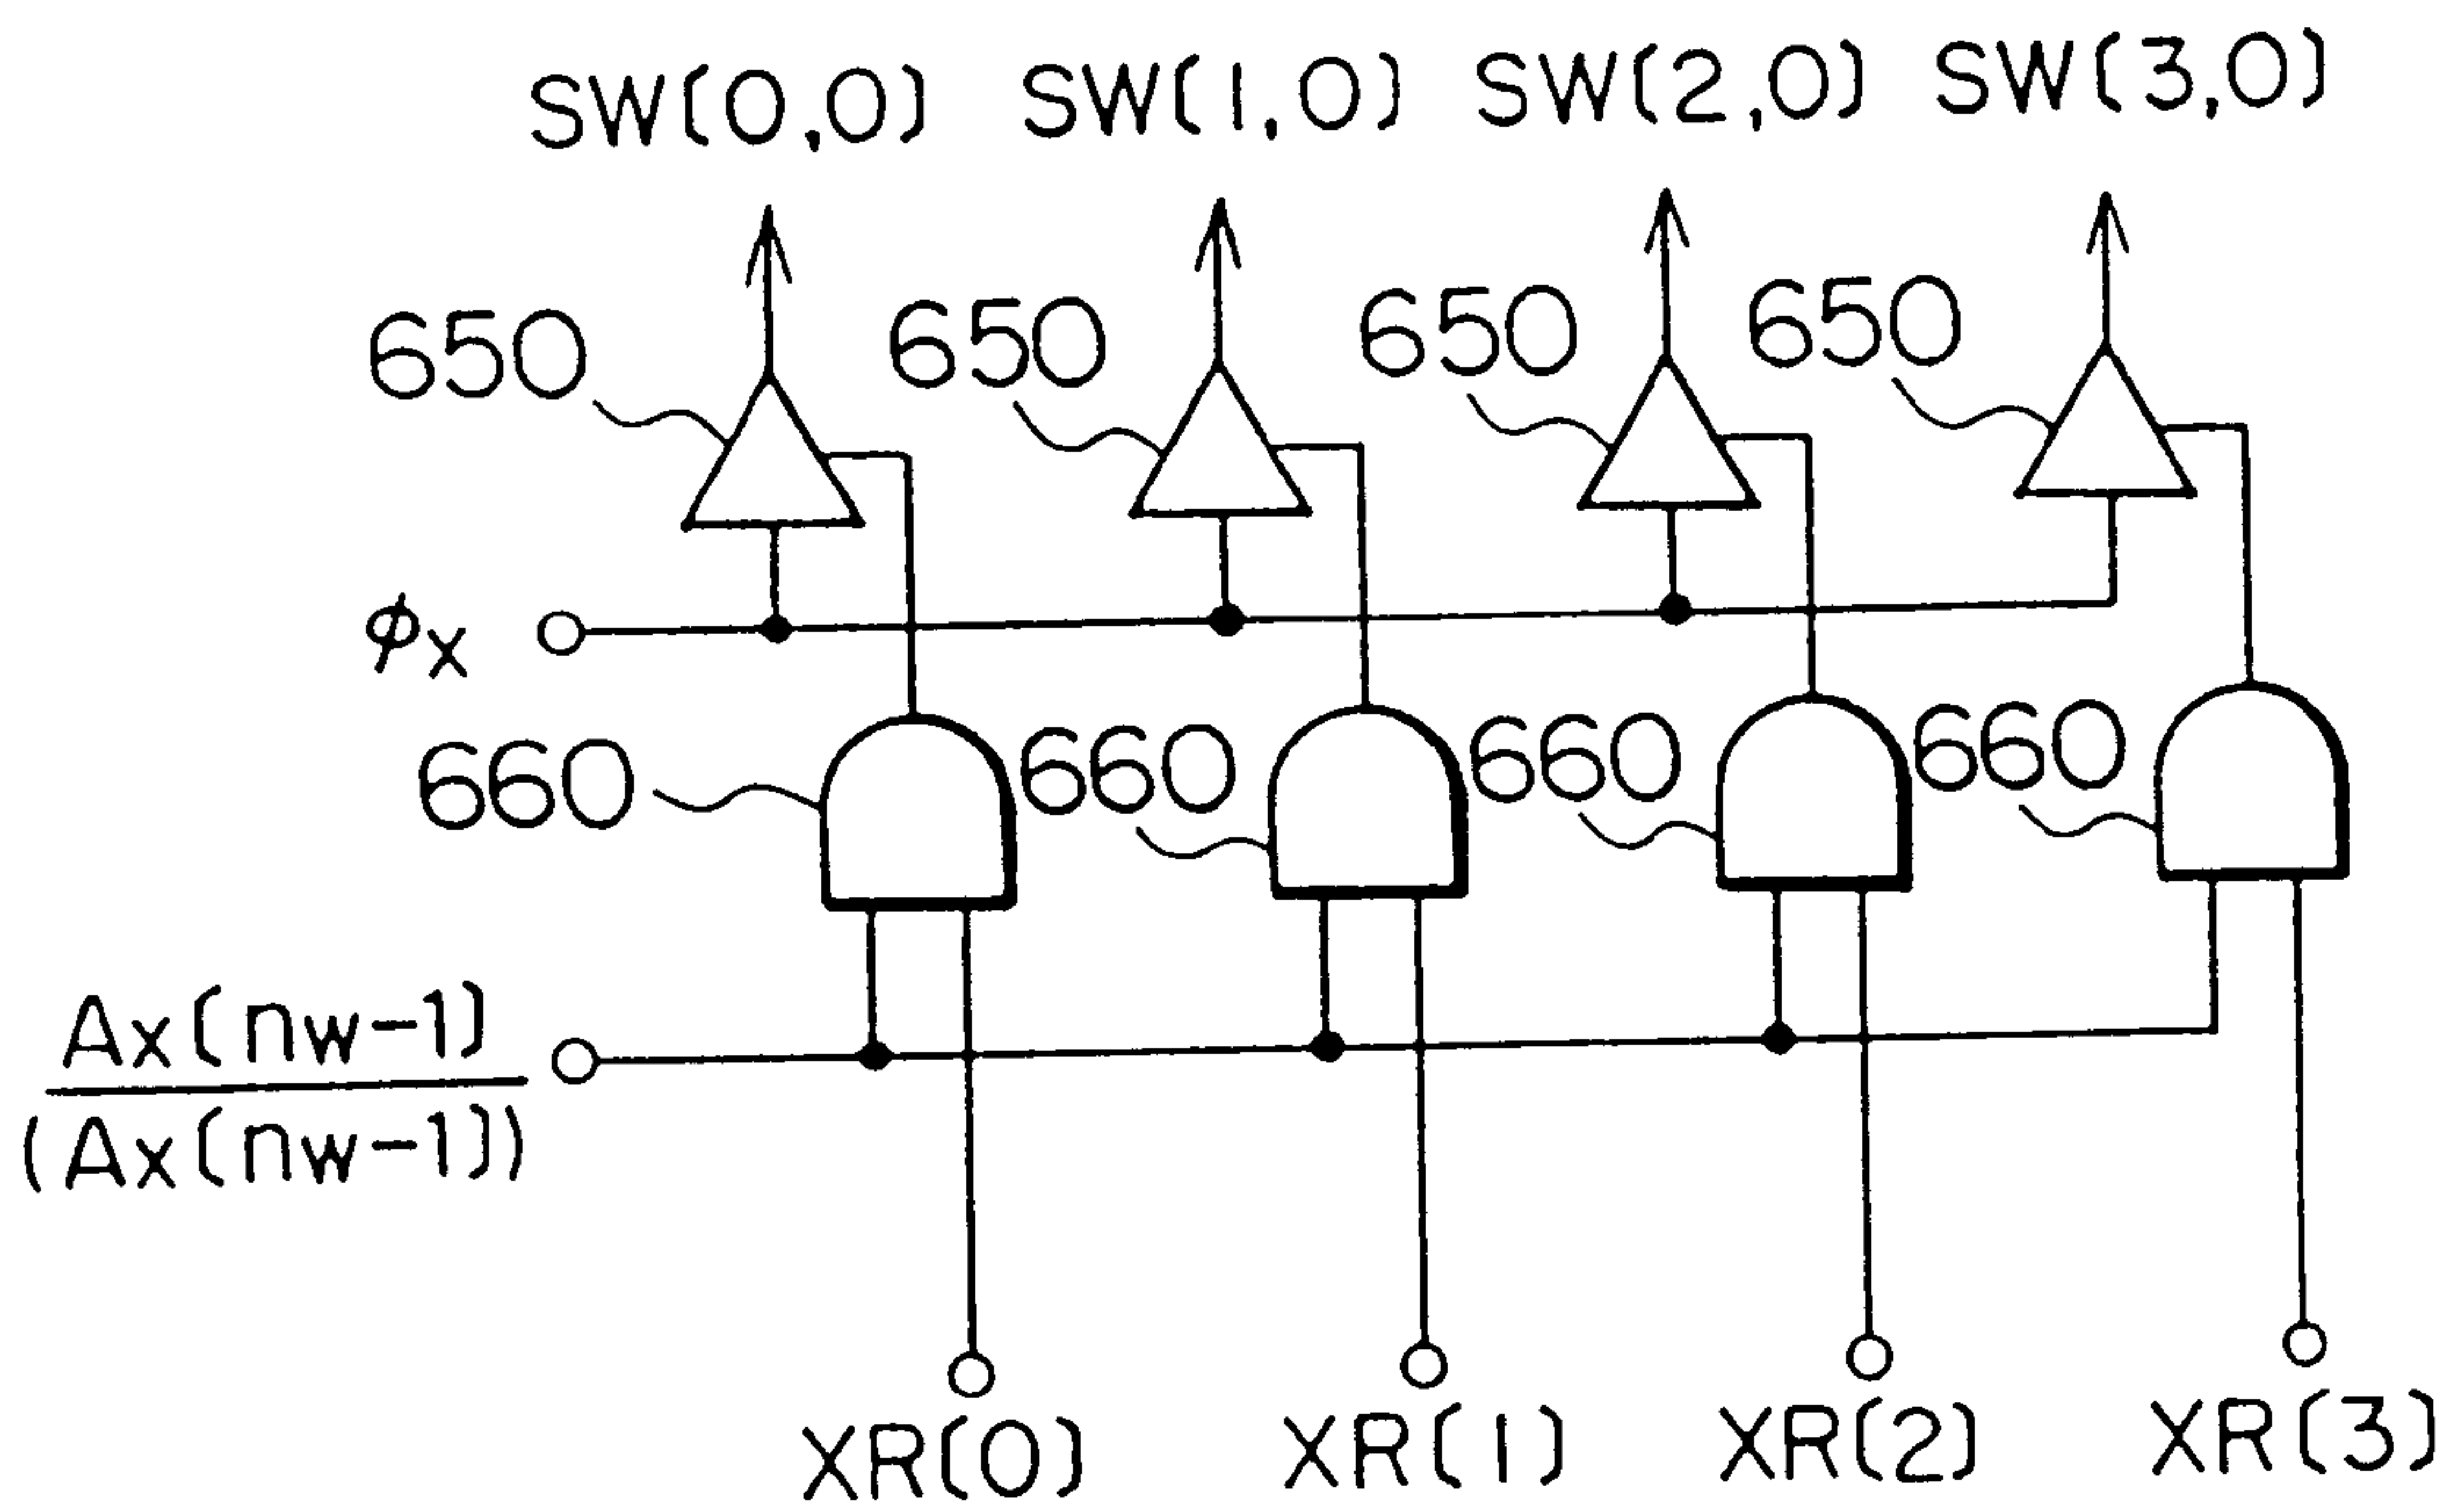 SW(0,0) SW(1,0) SW(2,0) SW(3,0)
650 650 650 650
φx
660 660 660 660
Ax(nw-1)
(Ax(nw-1))
XR(0) XR(1) XR(2) XR(3)